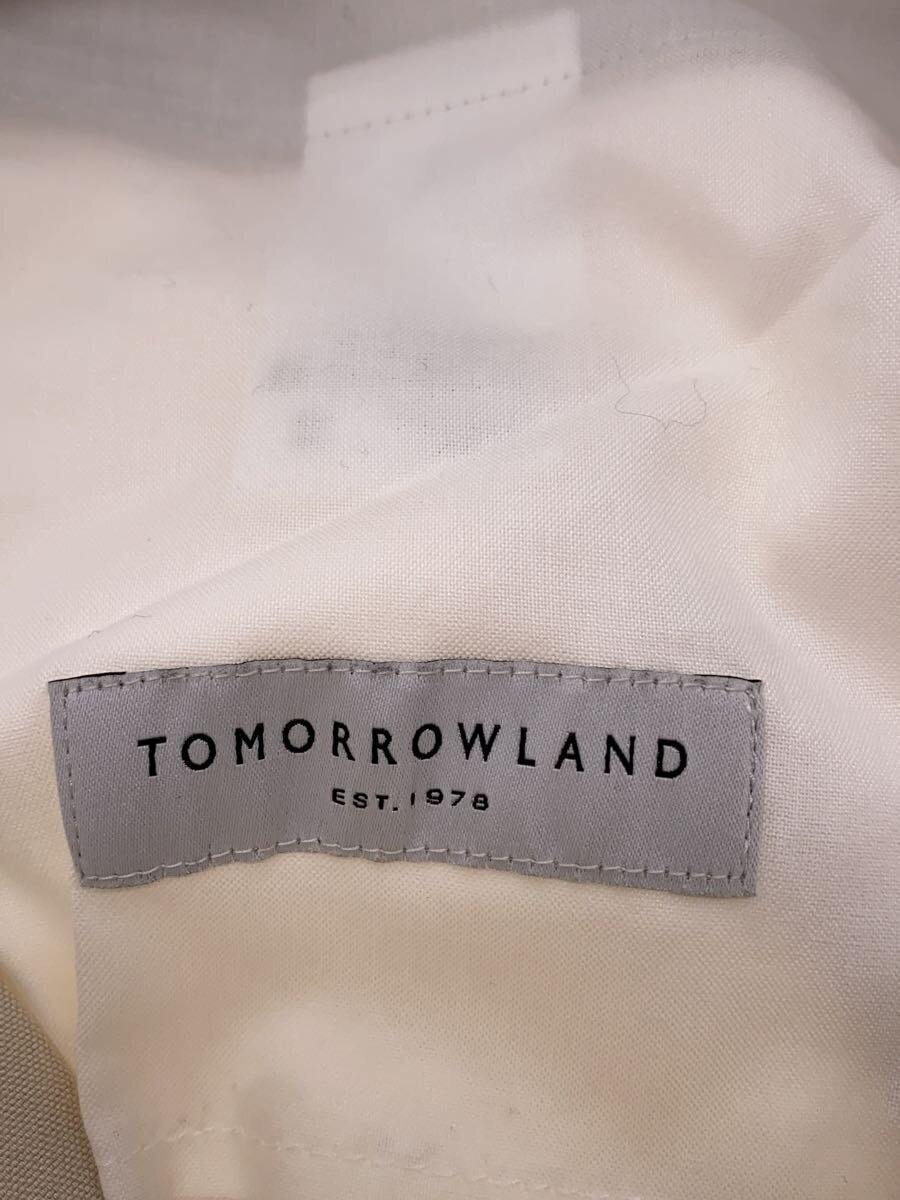 TOMORROWLAND
EST. 1978